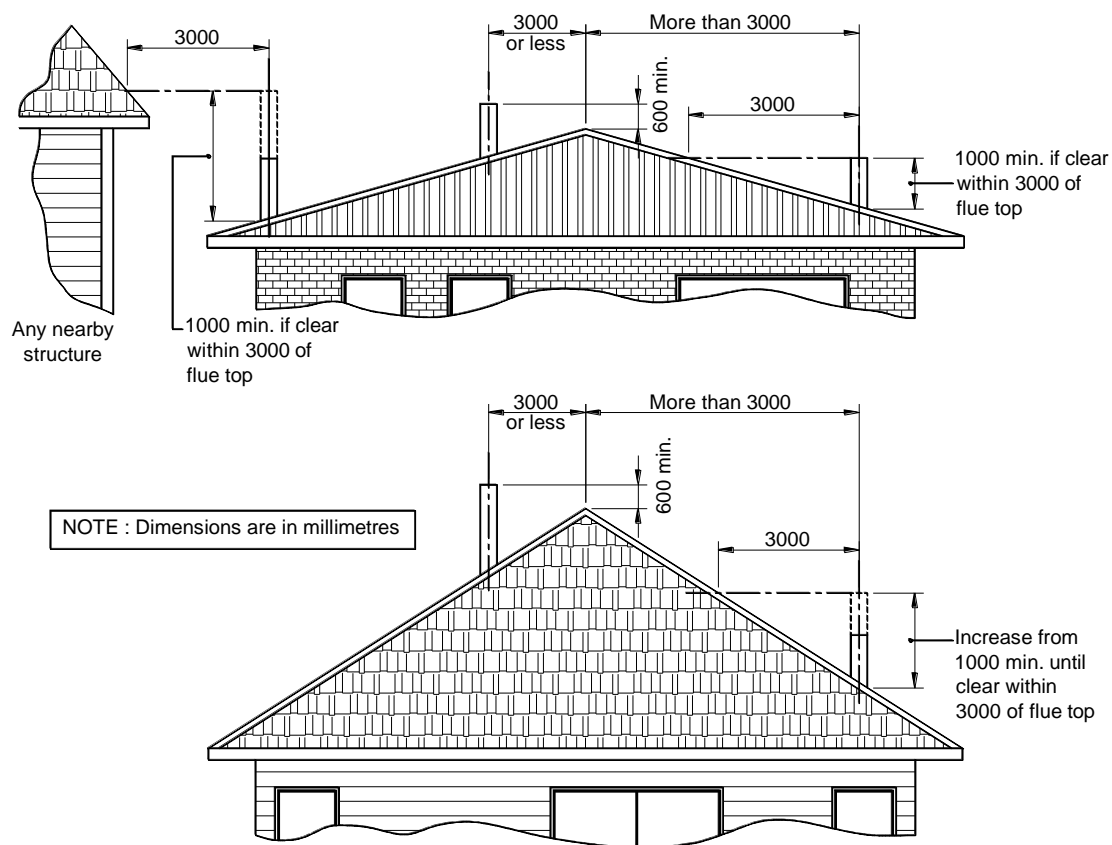 3000
or less
More than 3000
3000
600 min.
3000
1000 min. if clear
within 3000 of
flue top
Any nearby
structure
1000 min. if clear
within 3000 of
flue top
3000
or less
More than 3000
600 min.
3000
NOTE : Dimensions are in millimetres
Increase from
1000 min. until
clear within
3000 of flue top